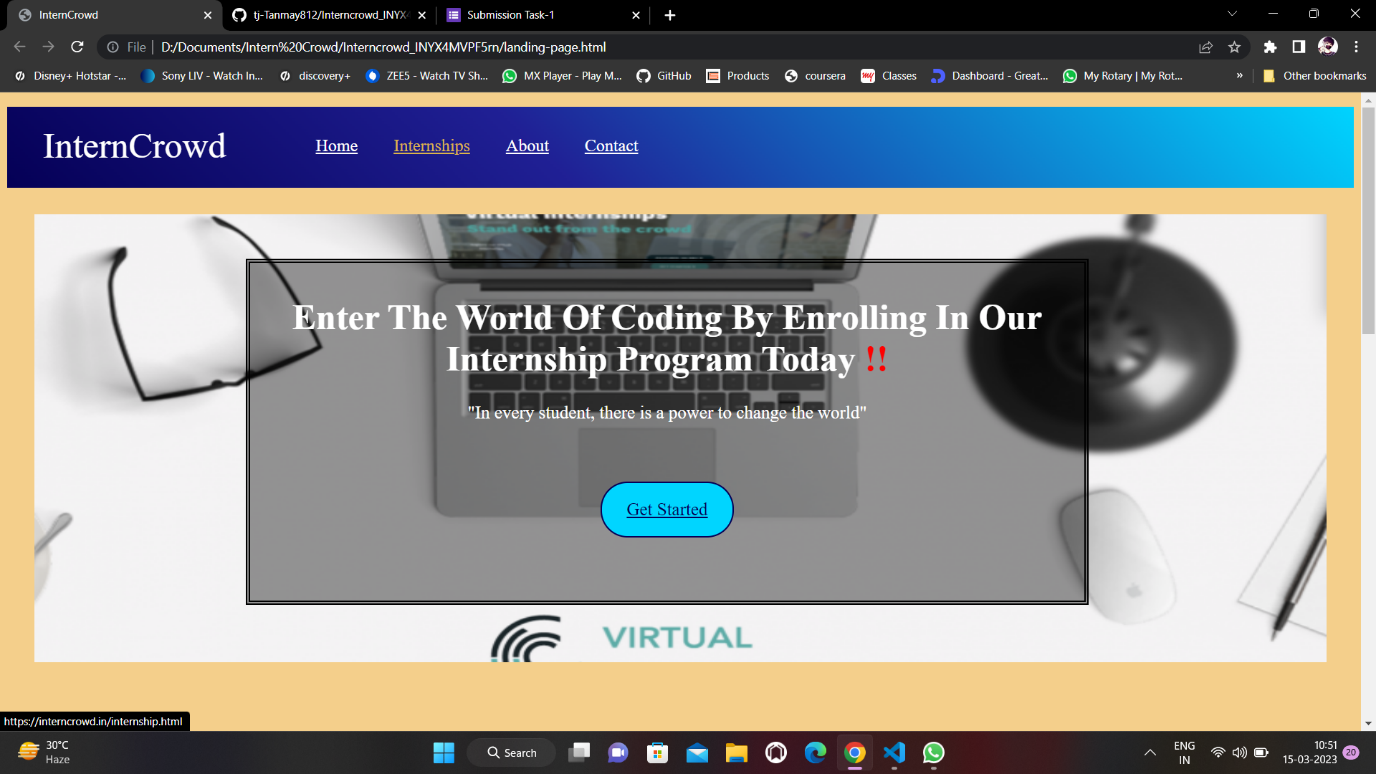 InternCrowd
tj-Tanmay812/Interncrowd_INYX4
Submission Task-1
File | D:/Documents/Intern%20Crowd/Interncrowd_INYX4MVPF5rn/landing-page.html
Disney+ Hotstar -... Sony LIV - Watch In... discovery+ ZEE5 - Watch TV Sh... MX Player - Play M... GitHub Products coursera my Classes Dashboard - Great... My Rotary | My Rot... » Other bookmarks
InternCrowd Home Internships About Contact
Virtual Internships
Stand out from the crowd
Enter The World Of Coding By Enrolling In Our
Internship Program Today !!
"In every student, there is a power to change the world"
Get Started
VIRTUAL
https://interncrowd.in/internship.html
30°C
Haze
Search
ENG
IN
10:51
15-03-2023
20